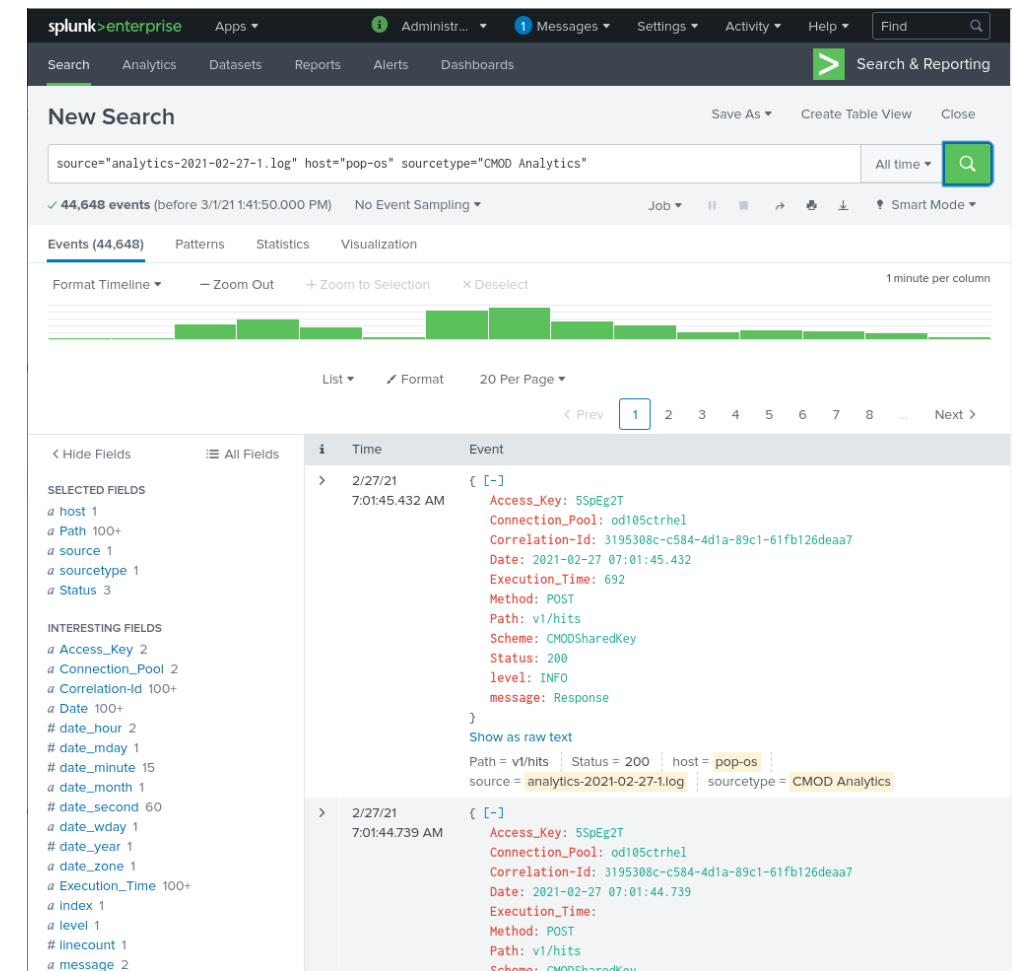 splunk>enterprise Apps ▾ i Administr... ▾ 1 Messages ▾ Settings ▾ Activity ▾ Help ▾ Find
Search Analytics Datasets Reports Alerts Dashboards > Search & Reporting
New Search Save As ▾ Create Table View Close
source="analytics-2021-02-27-1.log" host="pop-os" sourcetype="CMOD Analytics" All time ▾
✓ 44,648 events (before 3/1/21 1:41:50.000 PM) No Event Sampling ▾ Job ▾ Smart Mode ▾
Events (44,648) Patterns Statistics Visualization
Format Timeline ▾ — Zoom Out + Zoom to Selection × Deselect 1 minute per column
List ▾ Format 20 Per Page ▾
< Prev 1 2 3 4 5 6 7 8 ... Next >
< Hide Fields All Fields
SELECTED FIELDS
a host 1
a Path 100+
a source 1
a sourcetype 1
a Status 3
INTERESTING FIELDS
a Access_Key 2
a Connection_Pool 2
a Correlation-Id 100+
a Date 100+
# date_hour 2
# date_mday 1
# date_minute 15
a date_month 1
# date_second 60
a date_wday 1
# date_year 1
a date_zone 1
a Execution_Time 100+
a index 1
a level 1
# linecount 1
a message 2
i Time Event
> 2/27/21 { [-]
7:01:45.432 AM Access_Key: 5SpEg2T
Connection_Pool: od105ctrhel
Correlation-Id: 3195308c-c584-4d1a-89c1-61fb126deaa7
Date: 2021-02-27 07:01:45.432
Execution_Time: 692
Method: POST
Path: v1/hits
Scheme: CMODSharedKey
Status: 200
level: INFO
message: Response
}
Show as raw text
Path = v1/hits Status = 200 host = pop-os
source = analytics-2021-02-27-1.log sourcetype = CMOD Analytics
> 2/27/21 { [-]
7:01:44.739 AM Access_Key: 5SpEg2T
Connection_Pool: od105ctrhel
Correlation-Id: 3195308c-c584-4d1a-89c1-61fb126deaa7
Date: 2021-02-27 07:01:44.739
Execution_Time:
Method: POST
Path: v1/hits
Scheme: CMODSharedKey